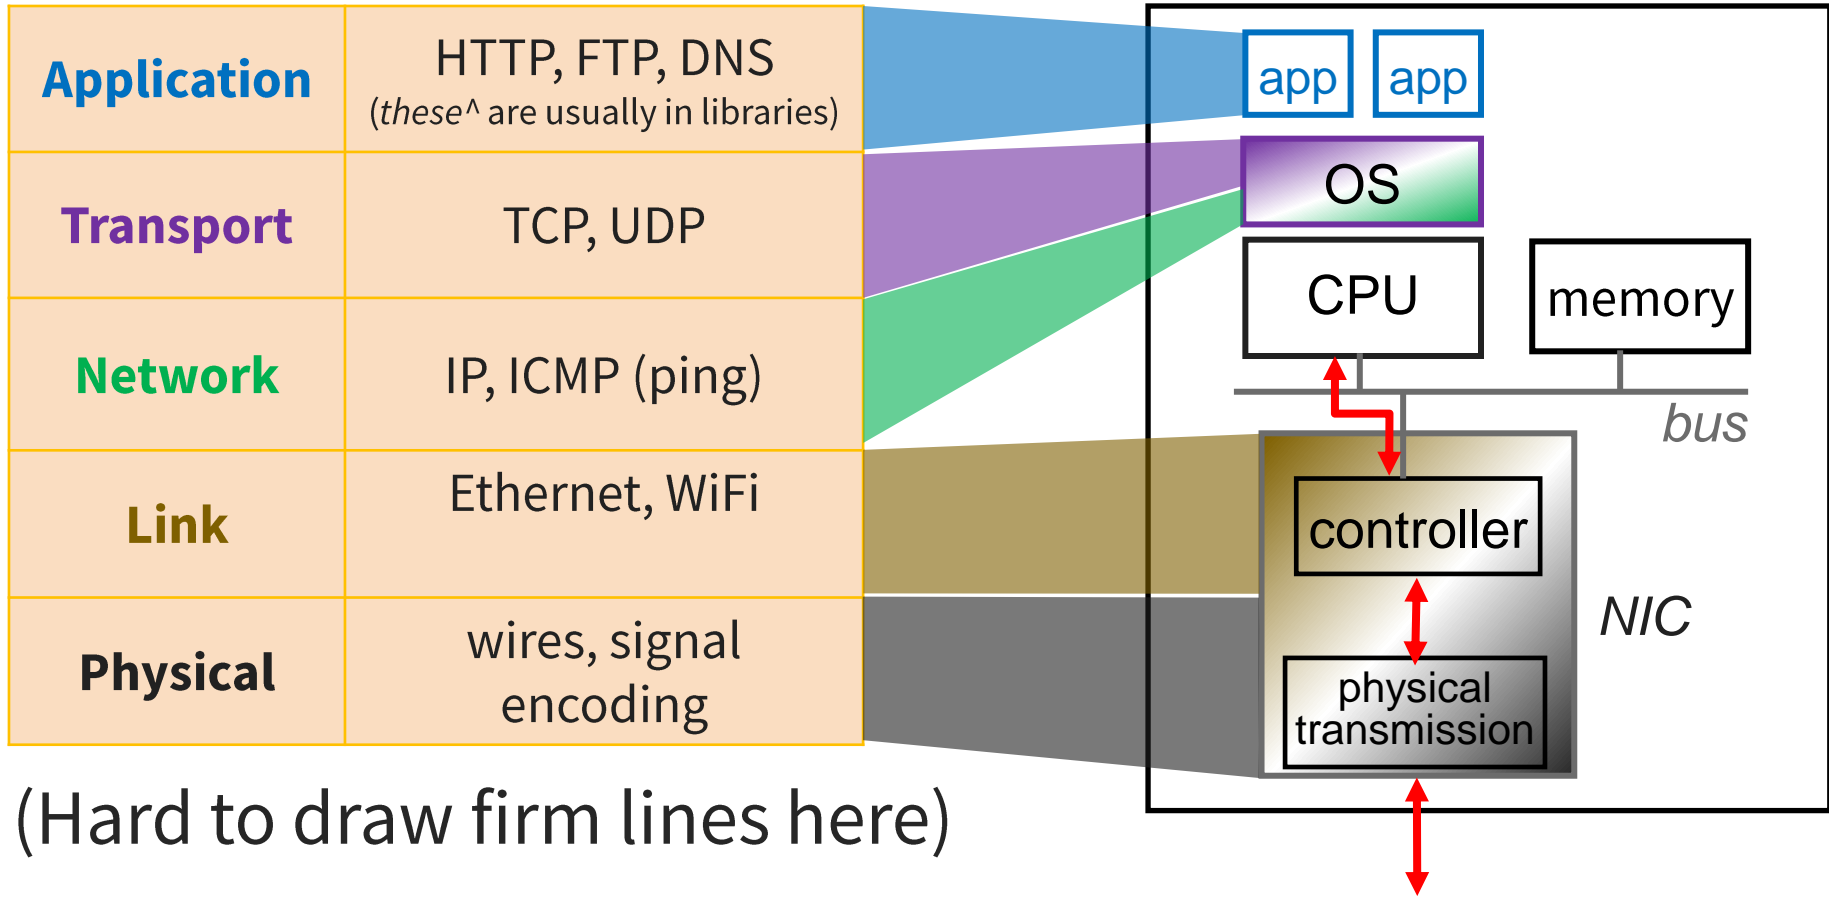 Application
HTTP, FTP, DNS
(these^ are usually in libraries)
Transport
TCP, UDP
Network
IP, ICMP (ping)
Link
Ethernet, WiFi
Physical
wires, signal
encoding
(Hard to draw firm lines here)
app
app
OS
CPU
memory
bus
controller
NIC
physical
transmission